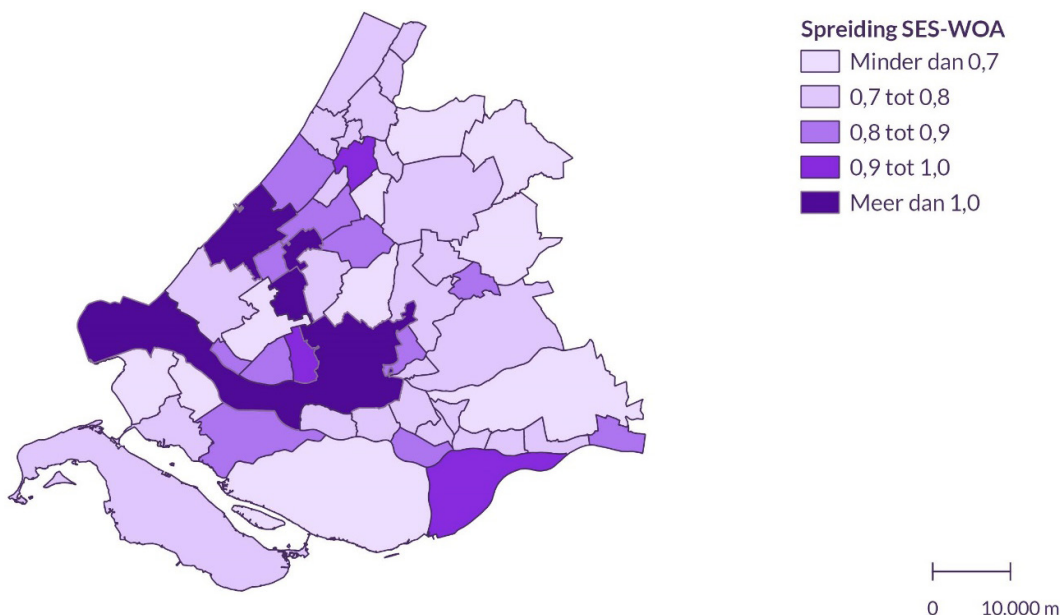 Spreiding SES-WOA
Minder dan 0,7
0,7 tot 0,8
0,8 tot 0,9
0,9 tot 1,0
Meer dan 1,0
0 10.000 m